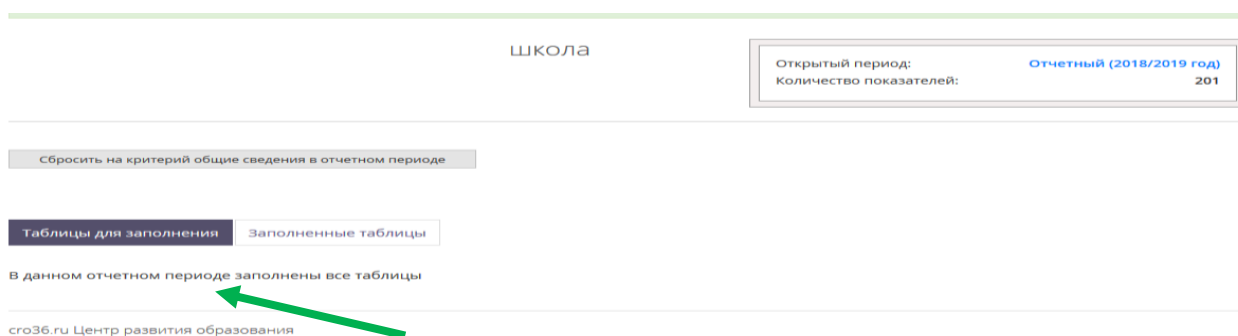 школа
Открытый период: Отчетный (2018/2019 год)
Количество показателей: 201
Сбросить на критерий общие сведения в отчетном периоде
Таблицы для заполнения Заполненные таблицы
В данном отчетном периоде заполнены все таблицы
cro36.ru Центр развития образования